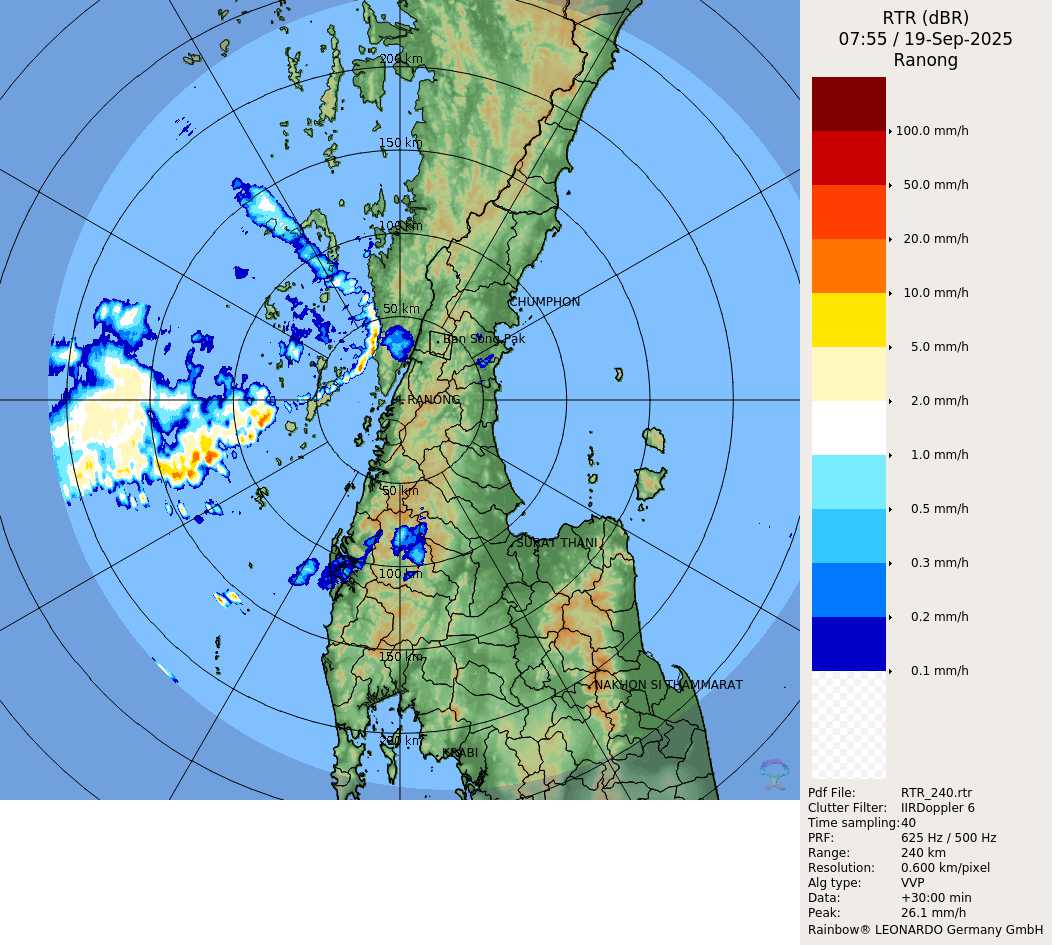 RTR (dBR)
07:55 / 19-Sep-2025
Ranong
100.0 mm/h
50.0 mm/h
20.0 mm/h
10.0 mm/h
5.0 mm/h
2.0 mm/h
1.0 mm/h
0.5 mm/h
0.3 mm/h
0.2 mm/h
0.1 mm/h
200 km
150 km
100 km
50 km
CHUMPHON
Ban Song Pak
RANONG
50 km
SURAT THANI
100 km
150 km
NAKHON SI THAMMARAT
200 km
KRABI
Pdf File: RTR_240.rtr
Clutter Filter: IIRDoppler 6
Time sampling:40
PRF: 625 Hz / 500 Hz
Range: 240 km
Resolution: 0.600 km/pixel
Alg type: VVP
Data: +30:00 min
Peak: 26.1 mm/h
Rainbow® LEONARDO Germany GmbH